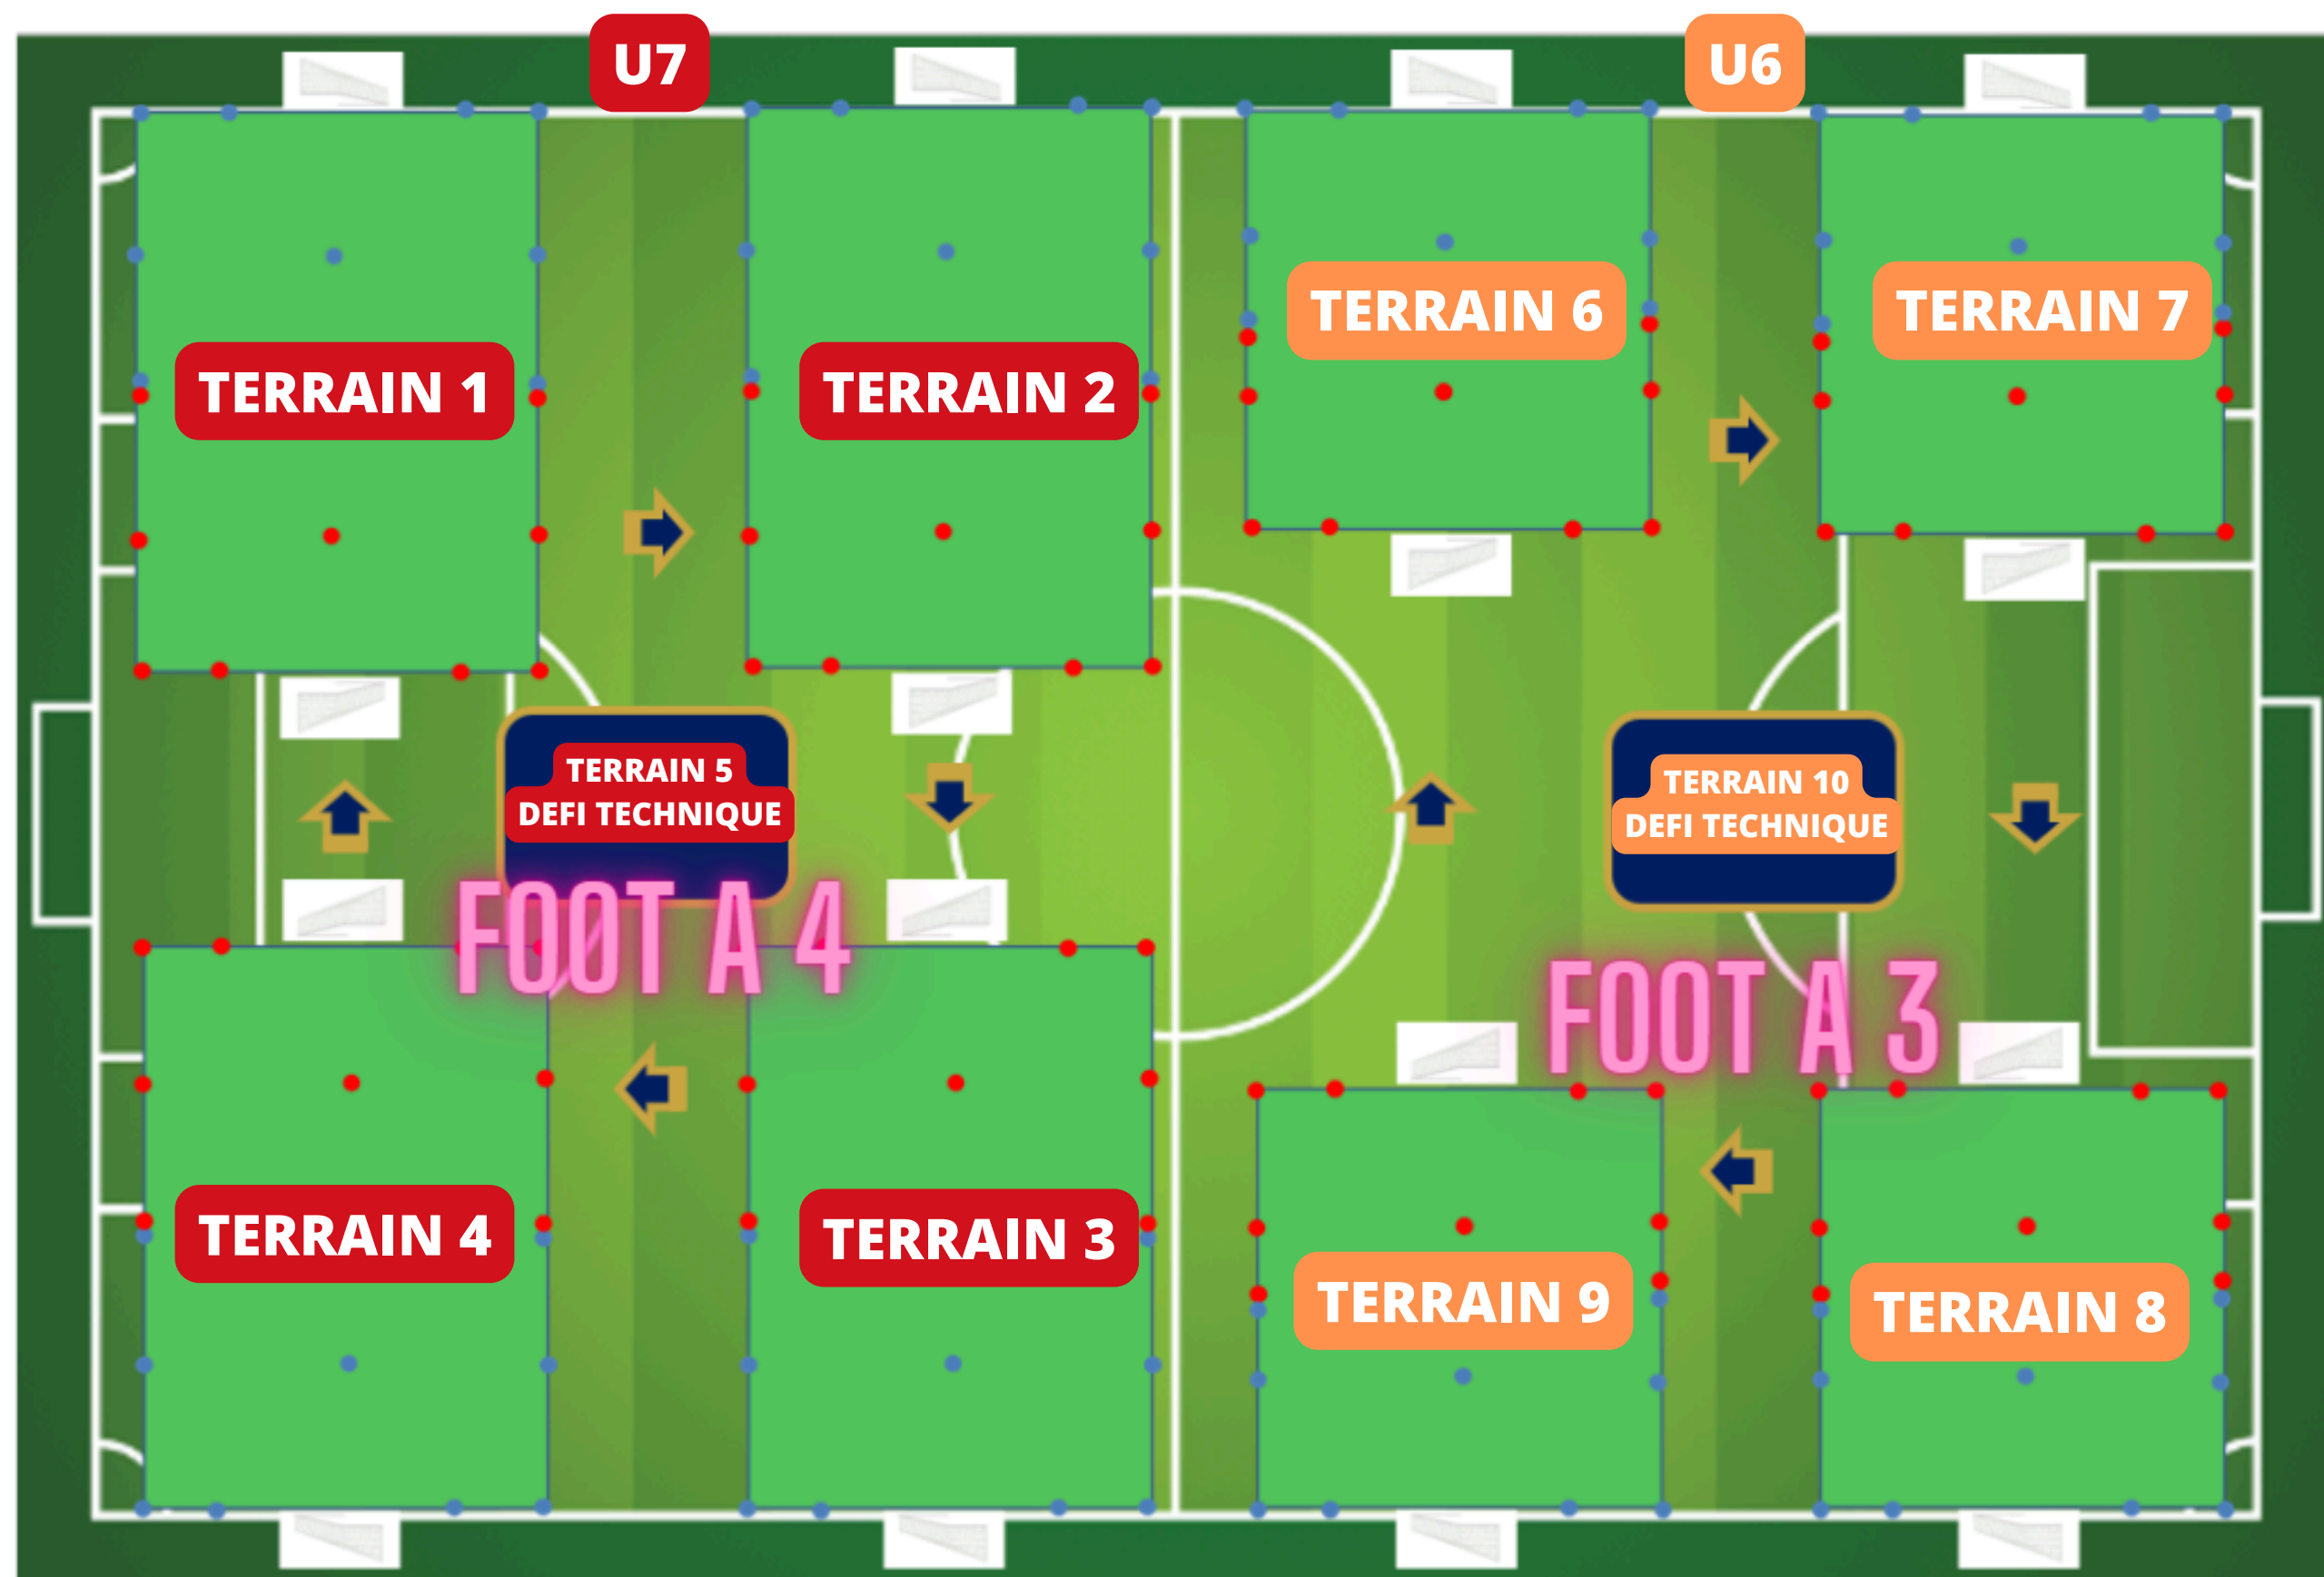 U7
U6
TERRAIN 6
TERRAIN 7
TERRAIN 1
TERRAIN 2
TERRAIN 5
DEFI TECHNIQUE
TERRAIN 10
DEFI TECHNIQUE
FOOT A 4
FOOT A 3
TERRAIN 4
TERRAIN 3
TERRAIN 9
TERRAIN 8